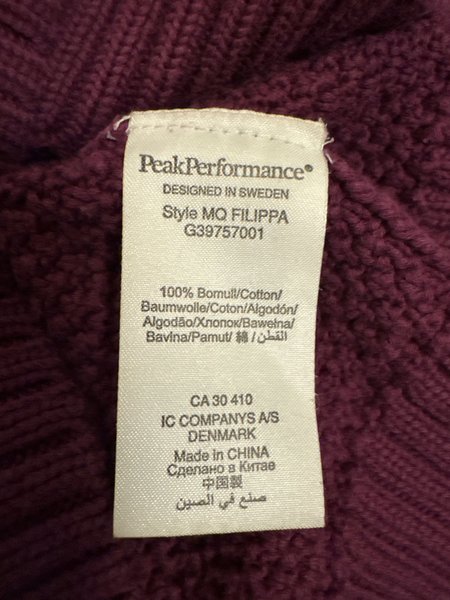 PeakPerformance®
DESIGNED IN SWEDEN
Style MQ FILIPPA
G39757001
100% Bomull/Cotton/
Baumwolle/Coton/Algodón/
Algodão/Хлопок/Bawełna/
Bavlna/Pamut/ 綿 / القطن/
CA 30 410
IC COMPANYS A/S
DENMARK
Made in CHINA
Сделано в Китае
中国製
صنع في الصين